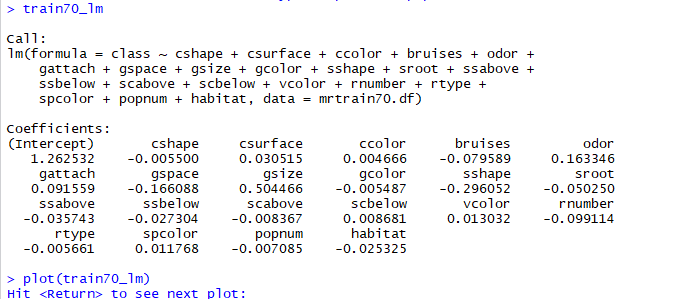 > train70_lm
Call:
lm(formula = class ~ cshape + csurface + ccolor + bruises + odor +
    gattach + gspace + gsize + gcolor + sshape + sroot + ssabove +
    ssbelow + scabove + scbelow + vcolor + rnumber + rtype +
    spcolor + popnum + habitat, data = mrtrain70.df)
Coefficients:
(Intercept)       cshape     csurface       ccolor      bruises         odor
   1.262532    -0.005500     0.030515     0.004666    -0.079589     0.163346
    gattach       gspace        gsize       gcolor       sshape        sroot
   0.091559    -0.166088     0.504466    -0.005487    -0.296052    -0.050250
    ssabove      ssbelow      scabove      scbelow       vcolor      rnumber
  -0.035743    -0.027304    -0.008367     0.008681     0.013032    -0.099114
      rtype      spcolor       popnum      habitat
  -0.005661     0.011768    -0.007085    -0.025325
> plot(train70_lm)
Hit <Return> to see next plot: